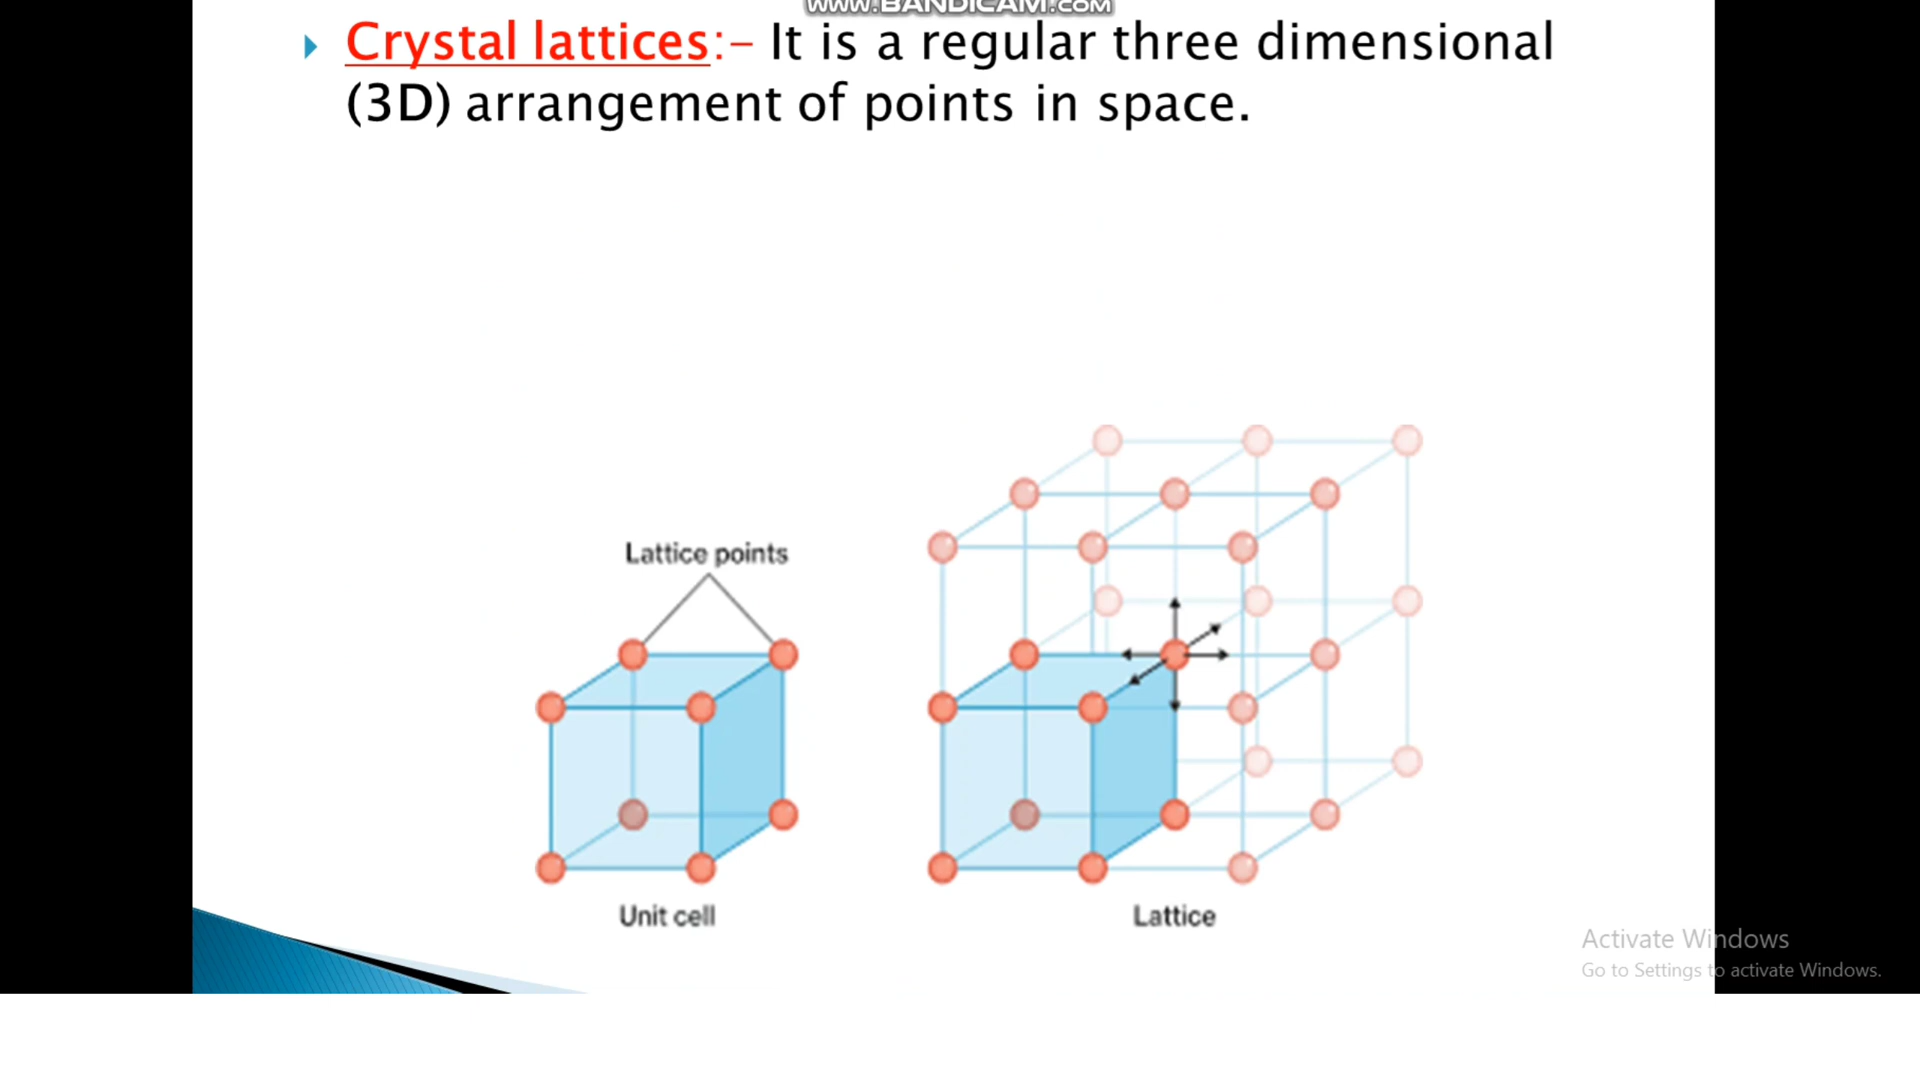 www.BANDICAM.com
Crystal lattices:- It is a regular three dimensional
(3D) arrangement of points in space.
Lattice points
Unit cell
Lattice
Activate Windows
Go to Settings to activate Windows.